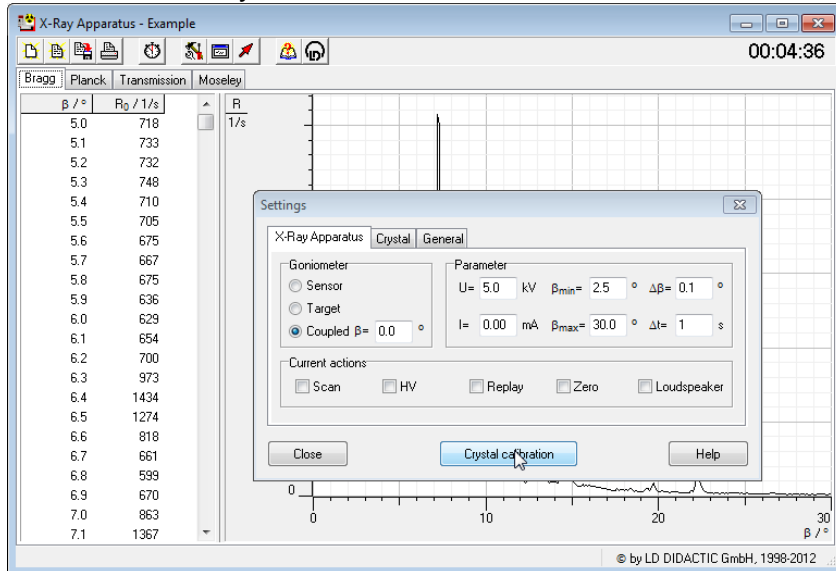 X-Ray Apparatus - Example
00:04:36
Bragg Planck Transmission Moseley
β / ° R0 / 1/s
5.0 718
5.1 733
5.2 732
5.3 748
5.4 710
5.5 705
5.6 675
5.7 667
5.8 675
5.9 636
6.0 629
6.1 654
6.2 700
6.3 973
6.4 1434
6.5 1274
6.6 818
6.7 661
6.8 599
6.9 670
7.0 863
7.1 1367
R
1/s
Settings
X-Ray Apparatus Crystal General
Goniometer
Sensor
Target
Coupled β= 0.0 °
Parameter
U= 5.0 kV βmin= 2.5 ° Δβ= 0.1 °
I= 0.00 mA βmax= 30.0 ° Δt= 1 s
Current actions
Scan HV Replay Zero Loudspeaker
Close Crystal calibration Help
0
0 10 20 30
β / °
© by LD DIDACTIC GmbH, 1998-2012